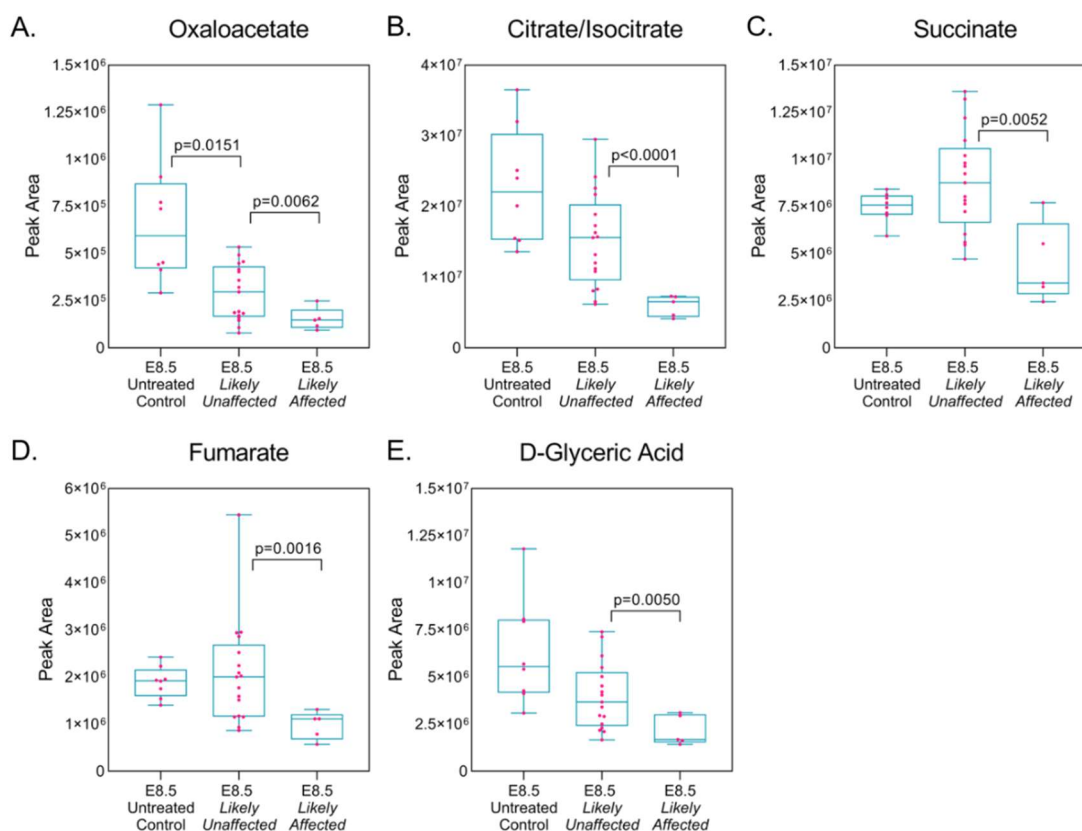 A.
Oxaloacetate
Peak Area
1.5×10⁶
1.25×10⁶
1×10⁶
7.5×10⁵
5×10⁵
2.5×10⁵
0
p=0.0151
p=0.0062
E8.5 Untreated Control
E8.5 Likely Unaffected
E8.5 Likely Affected
B.
Citrate/Isocitrate
Peak Area
4×10⁷
3×10⁷
2×10⁷
1×10⁷
0
p<0.0001
E8.5 Untreated Control
E8.5 Likely Unaffected
E8.5 Likely Affected
C.
Succinate
Peak Area
1.5×10⁷
1.25×10⁷
1×10⁷
7.5×10⁶
5×10⁶
2.5×10⁶
0
p=0.0052
E8.5 Untreated Control
E8.5 Likely Unaffected
E8.5 Likely Affected
D.
Fumarate
Peak Area
6×10⁶
5×10⁶
4×10⁶
3×10⁶
2×10⁶
1×10⁶
0
p=0.0016
E8.5 Untreated Control
E8.5 Likely Unaffected
E8.5 Likely Affected
E.
D-Glyceric Acid
Peak Area
1.5×10⁷
1.25×10⁷
1×10⁷
7.5×10⁶
5×10⁶
2.5×10⁶
0
p=0.0050
E8.5 Untreated Control
E8.5 Likely Unaffected
E8.5 Likely Affected